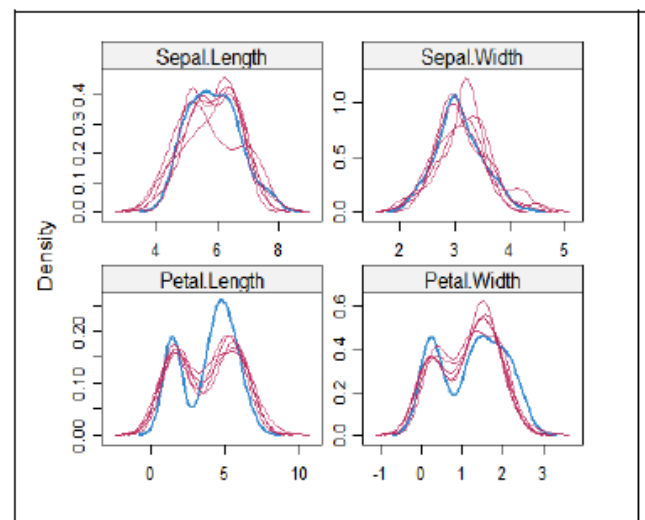 Sepal.Length
Sepal.Width
0.0 0.1 0.2 0.3 0.4
0.0 0.5 1.0
4 6 8
2 3 4 5
Density
Petal.Length
Petal.Width
0.00 0.10 0.20
0.0 0.2 0.4 0.6
0 5 10
-1 0 1 2 3